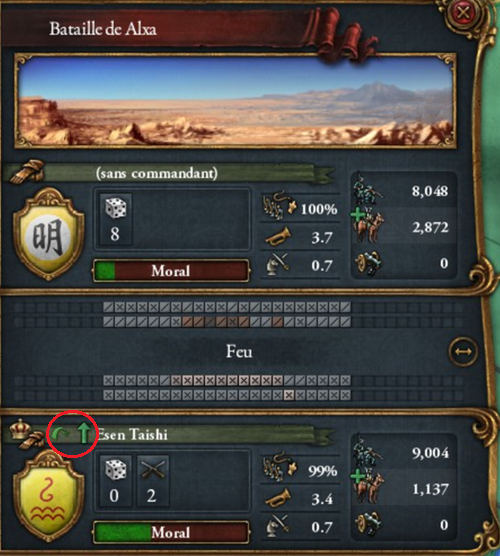 Bataille de Alxa
(sans commandant)
明
8
100%
3.7
0.7
8,048
2,872
0
Moral
Feu
Esen Taishi
0
2
99%
3.4
0.7
9,004
1,137
0
Moral